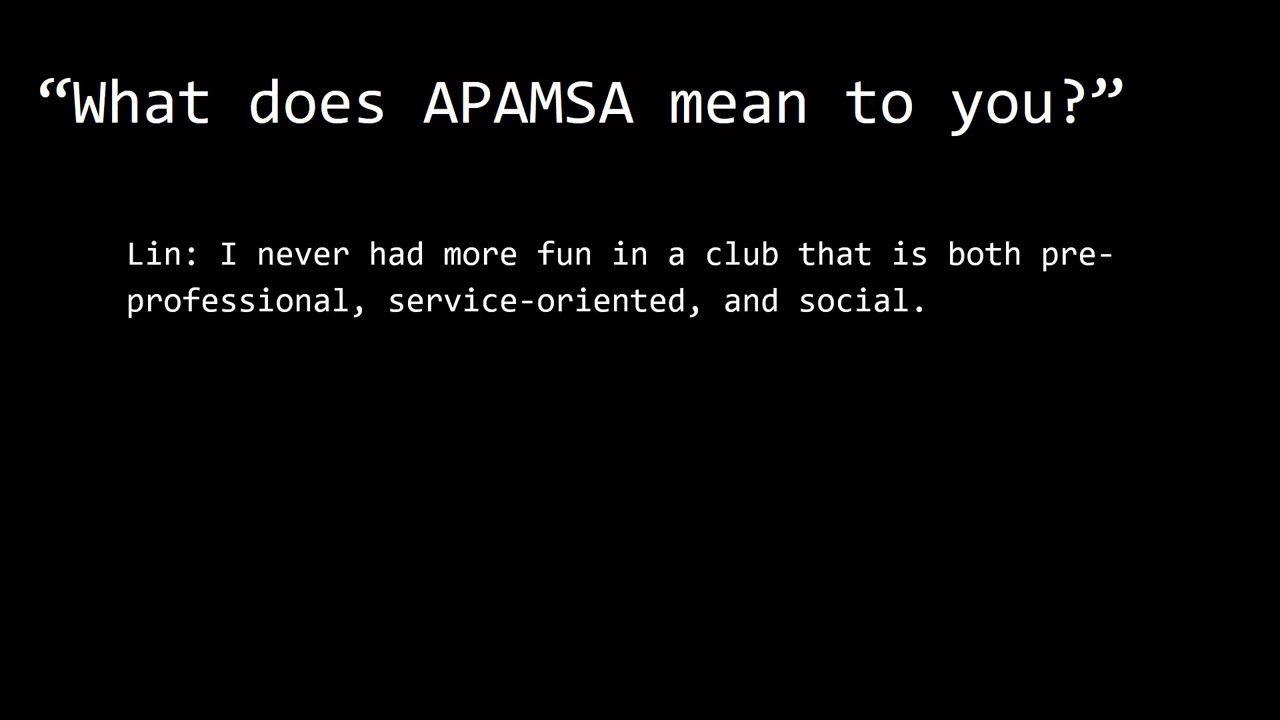 “What does APAMSA mean to you?”
Lin: I never had more fun in a club that is both pre-
professional, service-oriented, and social.